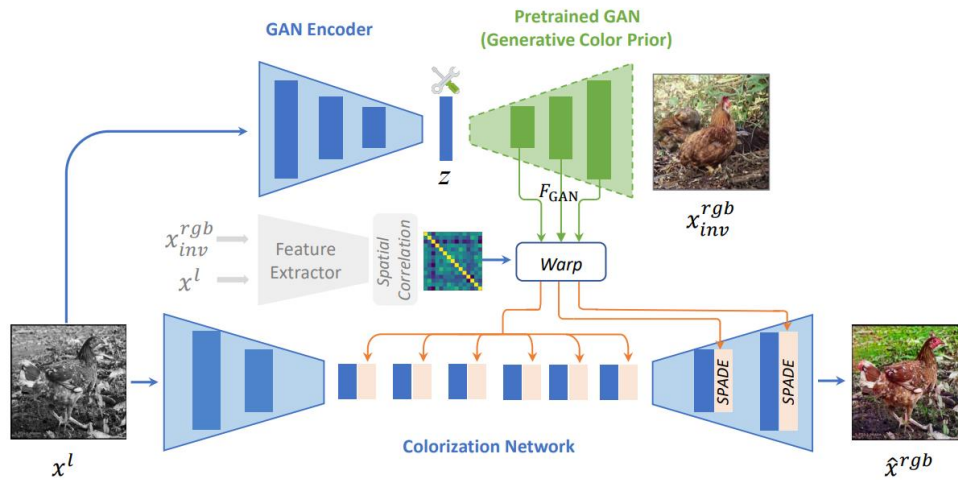 GAN Encoder
Pretrained GAN
(Generative Color Prior)
z
F_GAN
x_inv^rgb
x_inv^rgb
x^l
Feature
Extractor
Spatial
Correlation
Warp
SPADE
SPADE
Colorization Network
x^l
x̂^rgb